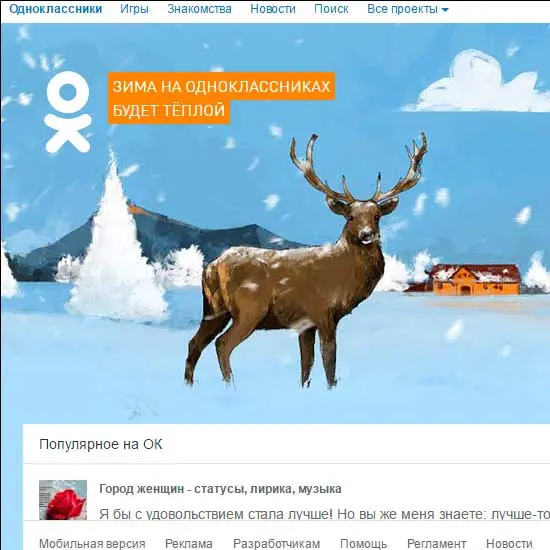 Одноклассники Игры Знакомства Новости Поиск Все проекты
ЗИМА НА ОДНОКЛАССНИКАХ
БУДЕТ ТЁПЛОЙ
Популярное на ОК
Город женщин - статусы, лирика, музыка
Я бы с удовольствием стала лучше! Но вы же меня знаете: лучше-то
Мобильная версия Реклама Разработчикам Помощь Регламент Новости